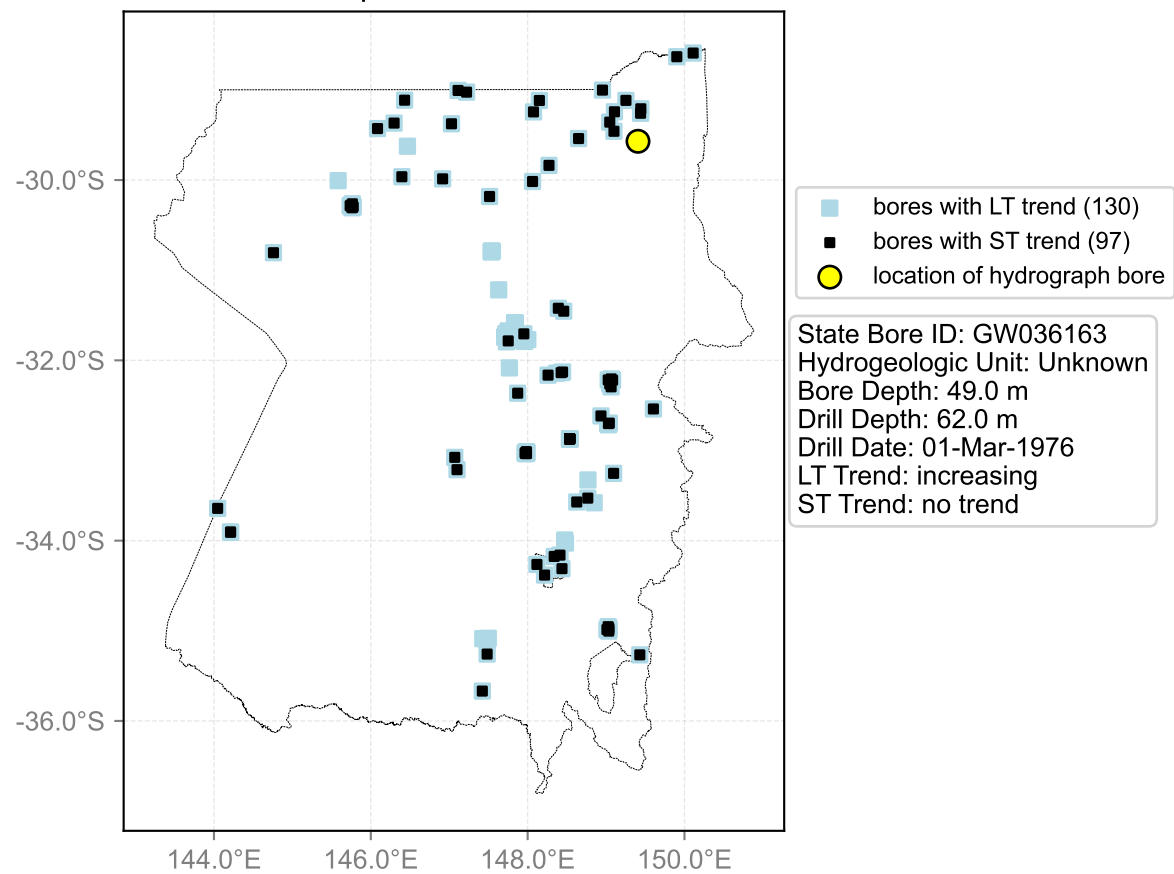 -30.0°S
-32.0°S
-34.0°S
-36.0°S
144.0°E
146.0°E
148.0°E
150.0°E
bores with LT trend (130)
bores with ST trend (97)
location of hydrograph bore
State Bore ID: GW036163
Hydrogeologic Unit: Unknown
Bore Depth: 49.0 m
Drill Depth: 62.0 m
Drill Date: 01-Mar-1976
LT Trend: increasing
ST Trend: no trend